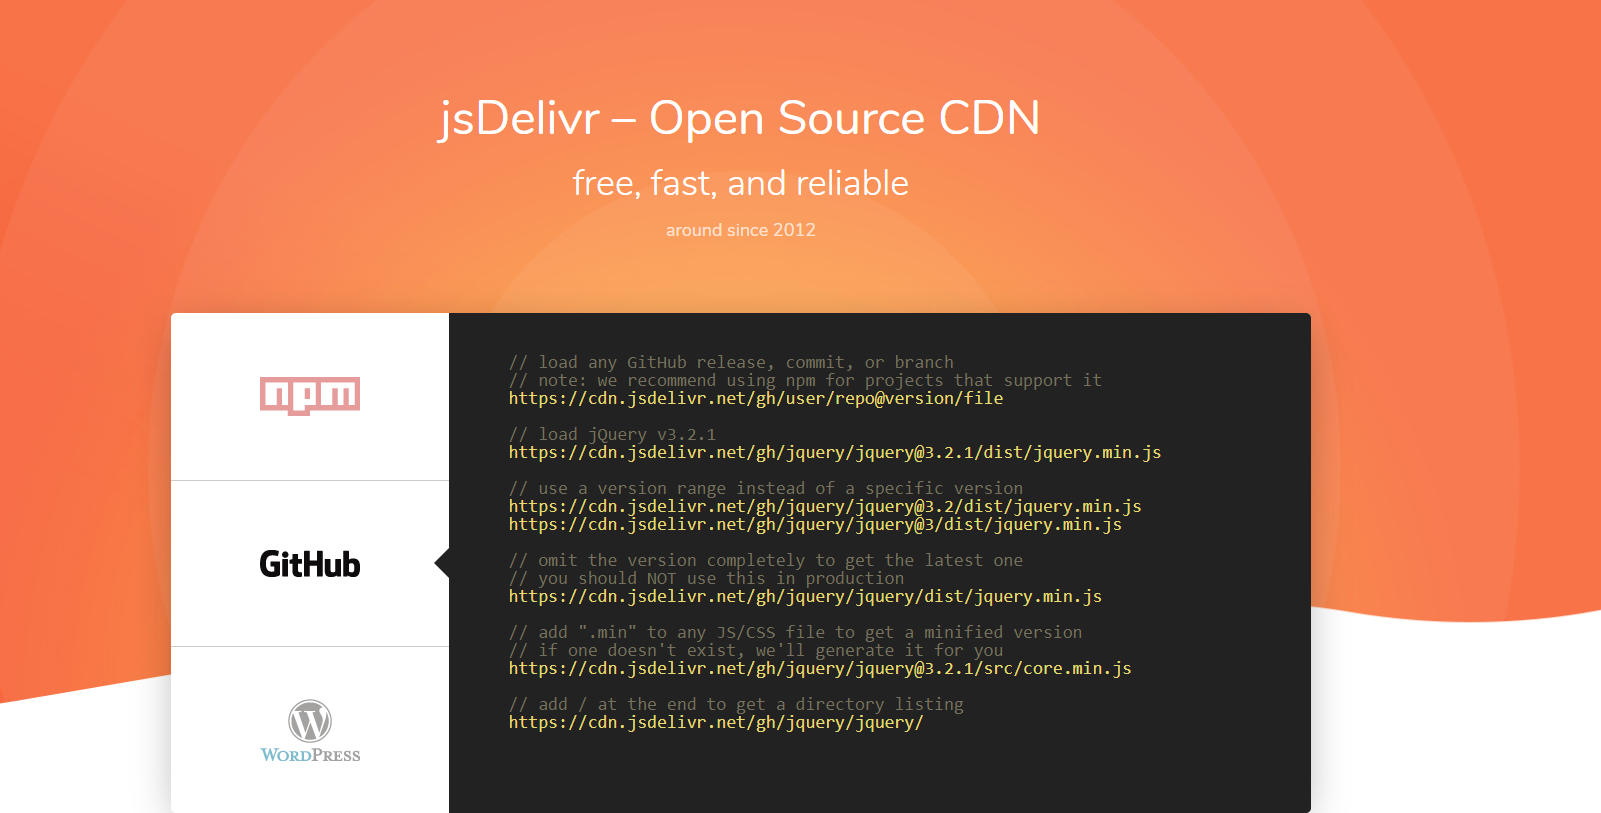 jsDelivr – Open Source CDN
free, fast, and reliable
around since 2012
npm
GitHub
WORDPRESS
// load any GitHub release, commit, or branch
// note: we recommend using npm for projects that support it
https://cdn.jsdelivr.net/gh/user/repo@version/file
// load jQuery v3.2.1
https://cdn.jsdelivr.net/gh/jquery/jquery@3.2.1/dist/jquery.min.js
// use a version range instead of a specific version
https://cdn.jsdelivr.net/gh/jquery/jquery@3.2/dist/jquery.min.js
https://cdn.jsdelivr.net/gh/jquery/jquery@3/dist/jquery.min.js
// omit the version completely to get the latest one
// you should NOT use this in production
https://cdn.jsdelivr.net/gh/jquery/jquery/dist/jquery.min.js
// add ".min" to any JS/CSS file to get a minified version
// if one doesn't exist, we'll generate it for you
https://cdn.jsdelivr.net/gh/jquery/jquery@3.2.1/src/core.min.js
// add / at the end to get a directory listing
https://cdn.jsdelivr.net/gh/jquery/jquery/